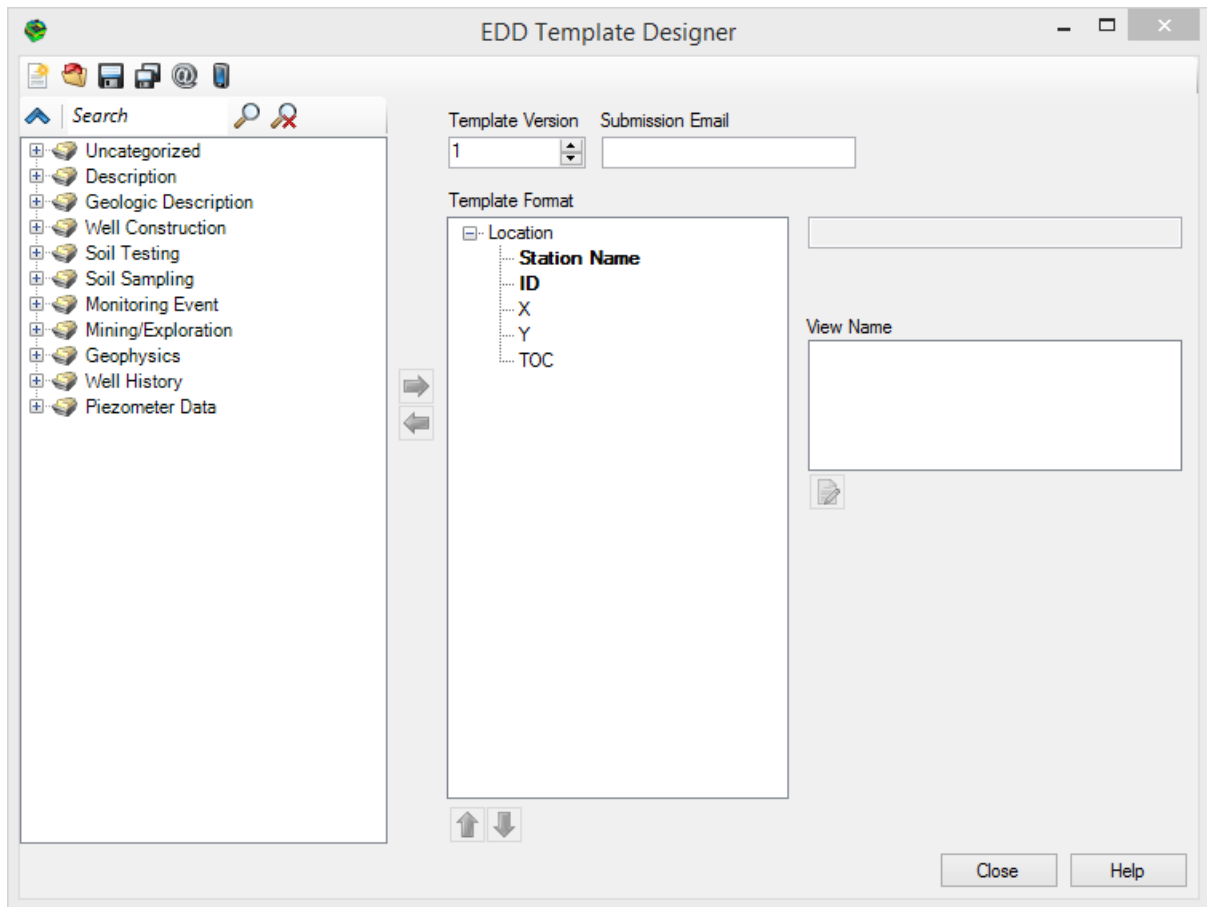 EDD Template Designer
Search
Uncategorized
Description
Geologic Description
Well Construction
Soil Testing
Soil Sampling
Monitoring Event
Mining/Exploration
Geophysics
Well History
Piezometer Data
Template Version Submission Email
1
Template Format
Location
Station Name
ID
X
Y
TOC
View Name
Close Help